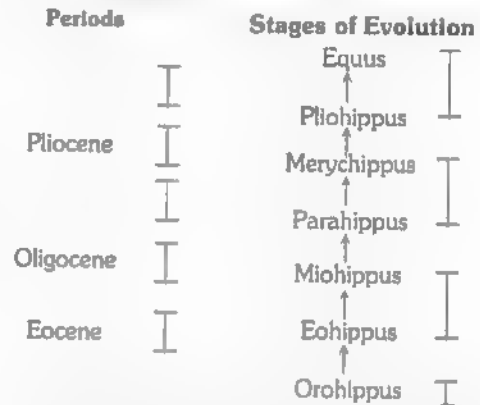 Periods
Stages of Evolution
Equus
Pliohippus
Pliocene
Merychippus
Parahippus
Oligocene
Miohippus
Eocene
Eohippus
Orohippus